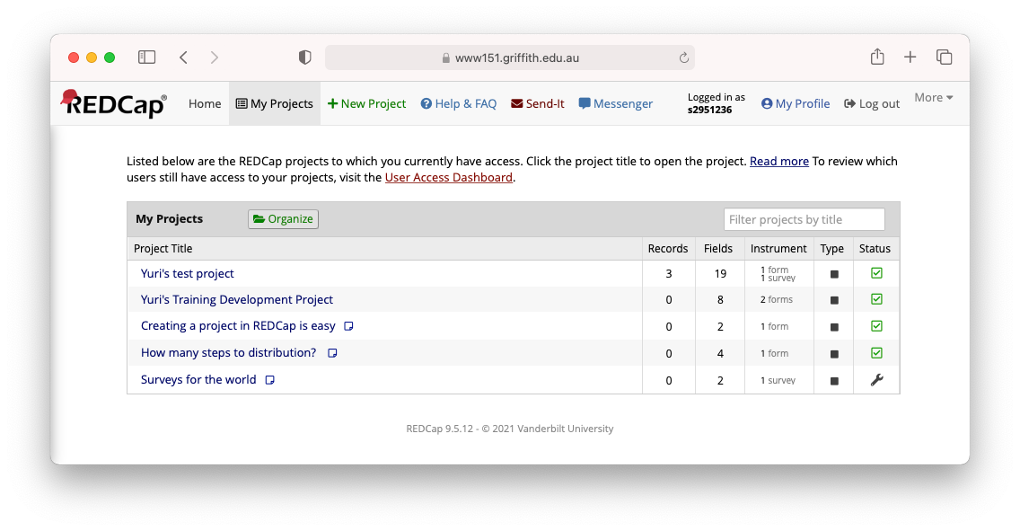 www151.griffith.edu.au
REDCap®
Home My Projects New Project Help & FAQ Send-It Messenger Logged in as s2951236 My Profile Log out More
Listed below are the REDCap projects to which you currently have access. Click the project title to open the project. Read more To review which
users still have access to your projects, visit the User Access Dashboard.
My Projects Organize Filter projects by title
Project Title Records Fields Instrument Type Status
Yuri's test project 3 19 1 form 1 survey
Yuri's Training Development Project 0 8 2 forms
Creating a project in REDCap is easy 0 2 1 form
How many steps to distribution? 0 4 1 form
Surveys for the world 0 2 1 survey
REDCap 9.5.12 - © 2021 Vanderbilt University